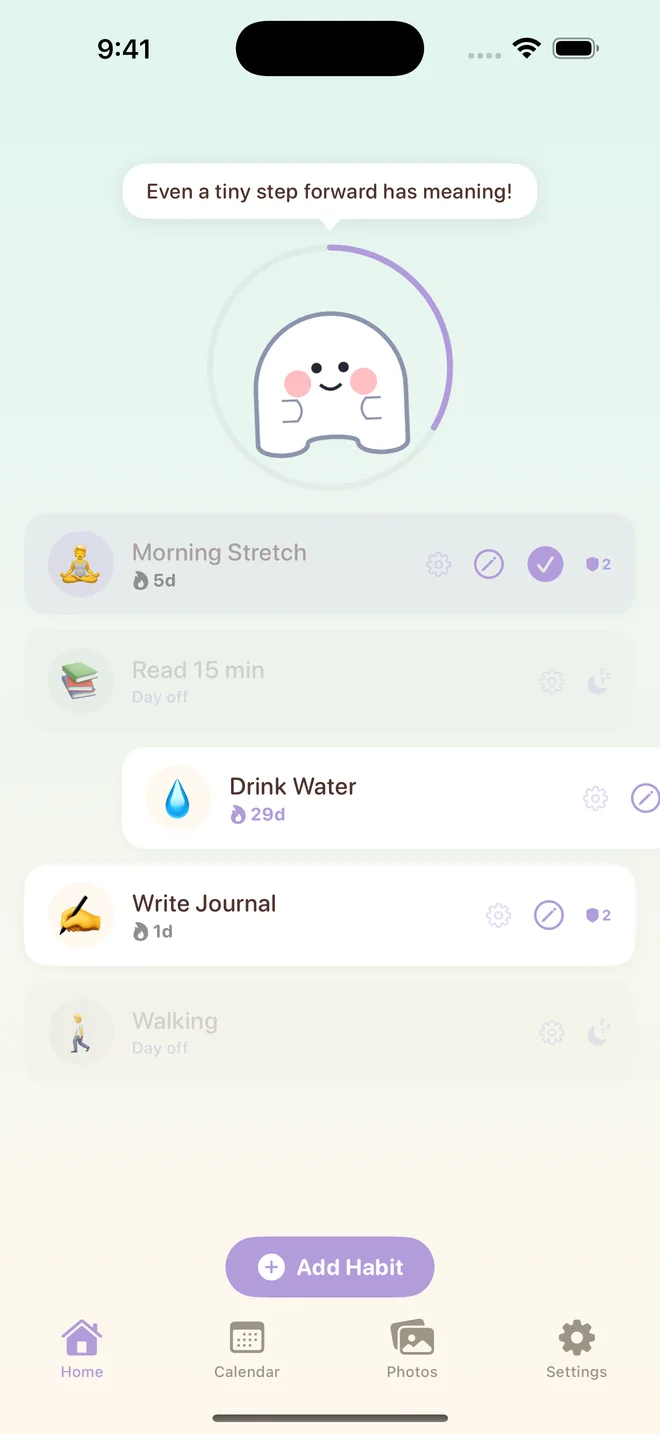 9:41
Even a tiny step forward has meaning!
Morning Stretch
5d
2
Read 15 min
Day off
Drink Water
29d
Write Journal
1d
2
Walking
Day off
Add Habit
Home
Calendar
Photos
Settings